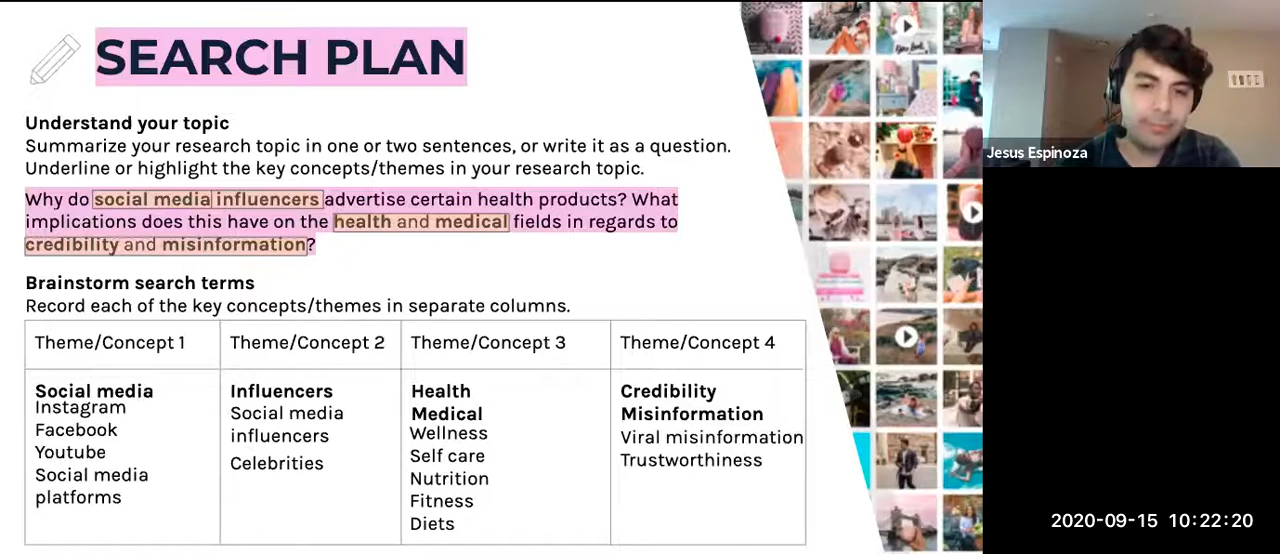 SEARCH PLAN
Understand your topic
Summarize your research topic in one or two sentences, or write it as a question.
Underline or highlight the key concepts/themes in your research topic.
Why do social media influencers advertise certain health products? What
implications does this have on the health and medical fields in regards to
credibility and misinformation?
Brainstorm search terms
Record each of the key concepts/themes in separate columns.
Theme/Concept 1
Theme/Concept 2
Theme/Concept 3
Theme/Concept 4
Social media
Instagram
Facebook
Youtube
Social media
platforms
Influencers
Social media
influencers
Celebrities
Health
Medical
Wellness
Self care
Nutrition
Fitness
Diets
Credibility
Misinformation
Viral misinformation
Trustworthiness
Jesus Espinoza
2020-09-15 10:22:20